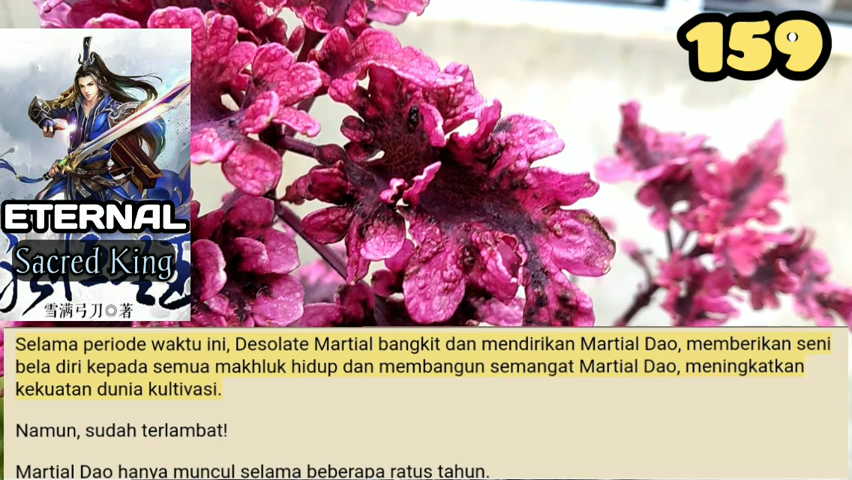 159
ETERNAL
Sacred King
雪满弓刀◎著
Selama periode waktu ini, Desolate Martial bangkit dan mendirikan Martial Dao, memberikan seni
bela diri kepada semua makhluk hidup dan membangun semangat Martial Dao, meningkatkan
kekuatan dunia kultivasi.
Namun, sudah terlambat!
Martial Dao hanya muncul selama beberapa ratus tahun.